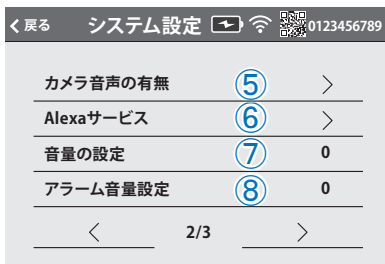 < 戻る システム設定 0123456789
カメラ音声の有無 ⑤ >
Alexaサービス ⑥ >
音量の設定 ⑦ 0
アラーム音量設定 ⑧ 0
< 2/3 >